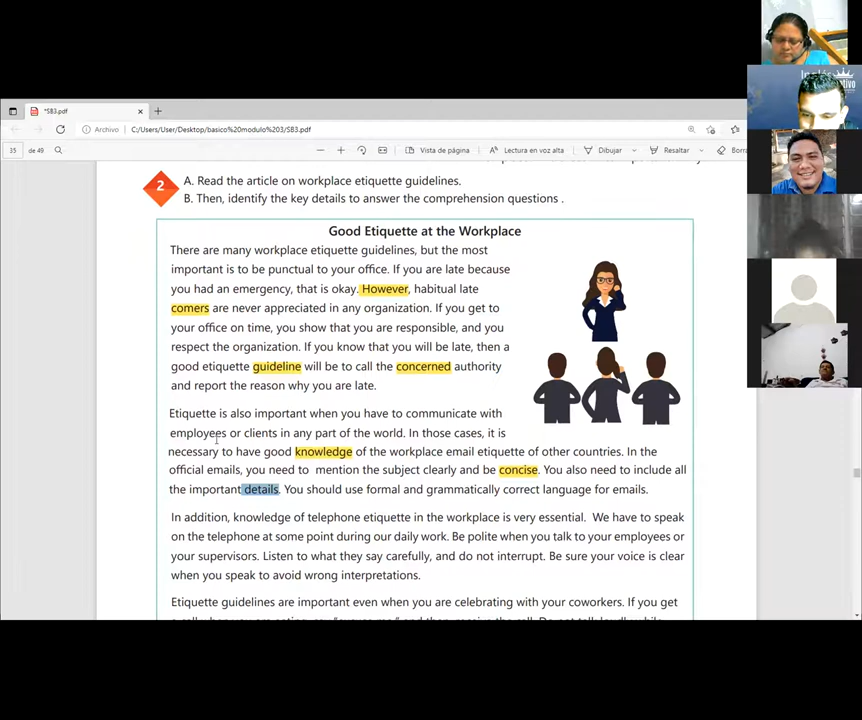 Inglés
*SB3.pdf
Archivo
C:/Users/User/Desktop/basico%20modulo%203/SB3.pdf
35
de 49
Vista de página
Lectura en voz alta
Dibujar
Resaltar
Borra
2
A. Read the article on workplace etiquette guidelines.
B. Then, identify the key details to answer the comprehension questions .
Good Etiquette at the Workplace
There are many workplace etiquette guidelines, but the most
important is to be punctual to your office. If you are late because
you had an emergency, that is okay. However, habitual late
comers are never appreciated in any organization. If you get to
your office on time, you show that you are responsible, and you
respect the organization. If you know that you will be late, then a
good etiquette guideline will be to call the concerned authority
and report the reason why you are late.
Etiquette is also important when you have to communicate with
employees or clients in any part of the world. In those cases, it is
necessary to have good knowledge of the workplace email etiquette of other countries. In the
official emails, you need to mention the subject clearly and be concise. You also need to include all
the important details. You should use formal and grammatically correct language for emails.
In addition, knowledge of telephone etiquette in the workplace is very essential. We have to speak
on the telephone at some point during our daily work. Be polite when you talk to your employees or
your supervisors. Listen to what they say carefully, and do not interrupt. Be sure your voice is clear
when you speak to avoid wrong interpretations.
Etiquette guidelines are important even when you are celebrating with your coworkers. If you get